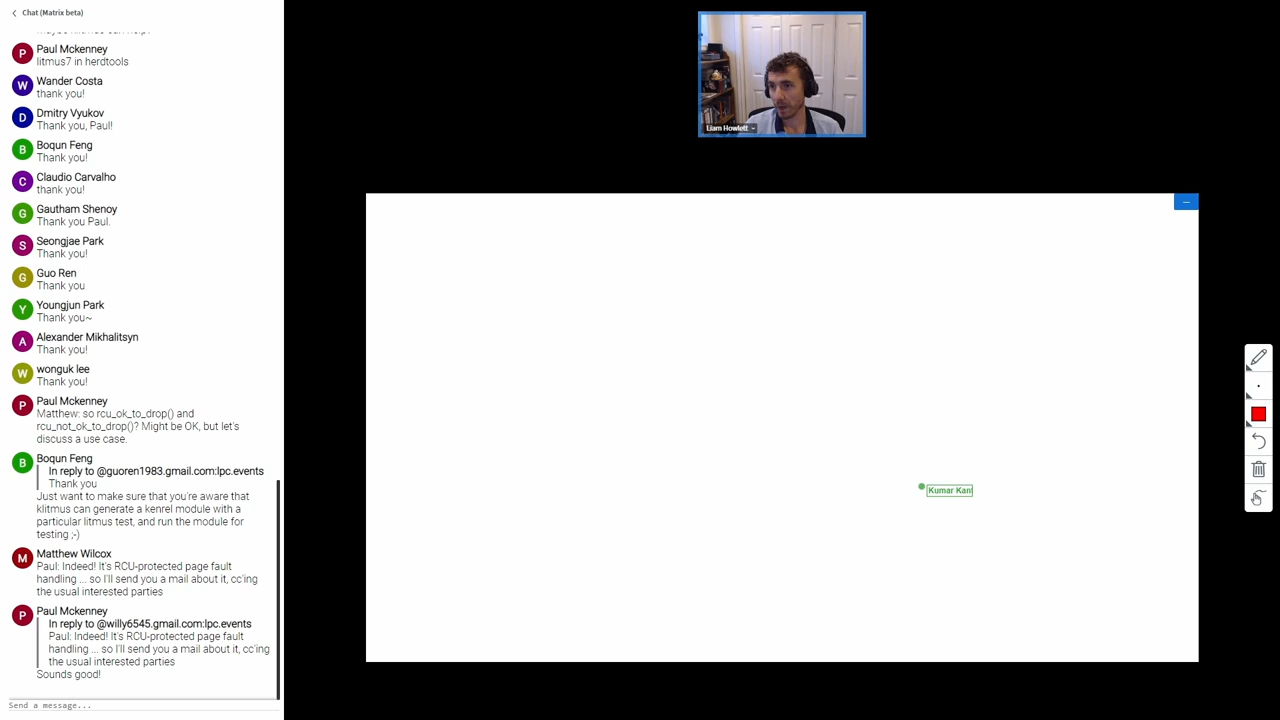 Chat (Matrix beta)
P
Paul Mckenney
litmus7 in herdtools
W
Wander Costa
thank you!
D
Dmitry Vyukov
Thank you, Paul!
B
Boqun Feng
Thank you!
C
Claudio Carvalho
thank you!
G
Gautham Shenoy
Thank you Paul.
S
Seongjae Park
Thank you!
G
Guo Ren
Thank you
Y
Youngjun Park
Thank you~
A
Alexander Mikhalitsyn
Thank you!
W
wonguk lee
Thank you!
P
Paul Mckenney
Matthew: so rcu_ok_to_drop() and
rcu_not_ok_to_drop()? Might be OK, but let's
discuss a use case.
B
Boqun Feng
In reply to @guoren1983.gmail.com:lpc.events
Thank you
Just want to make sure that you're aware that
klitmus can generate a kenrel module with a
particular litmus test, and run the module for
testing ;-)
M
Matthew Wilcox
Paul: Indeed! It's RCU-protected page fault
handling ... so I'll send you a mail about it, cc'ing
the usual interested parties
P
Paul Mckenney
In reply to @willy6545.gmail.com:lpc.events
Paul: Indeed! It's RCU-protected page fault
handling ... so I'll send you a mail about it, cc'ing
the usual interested parties
Sounds good!
Send a message...
Liam Howlett
Kumar Kan